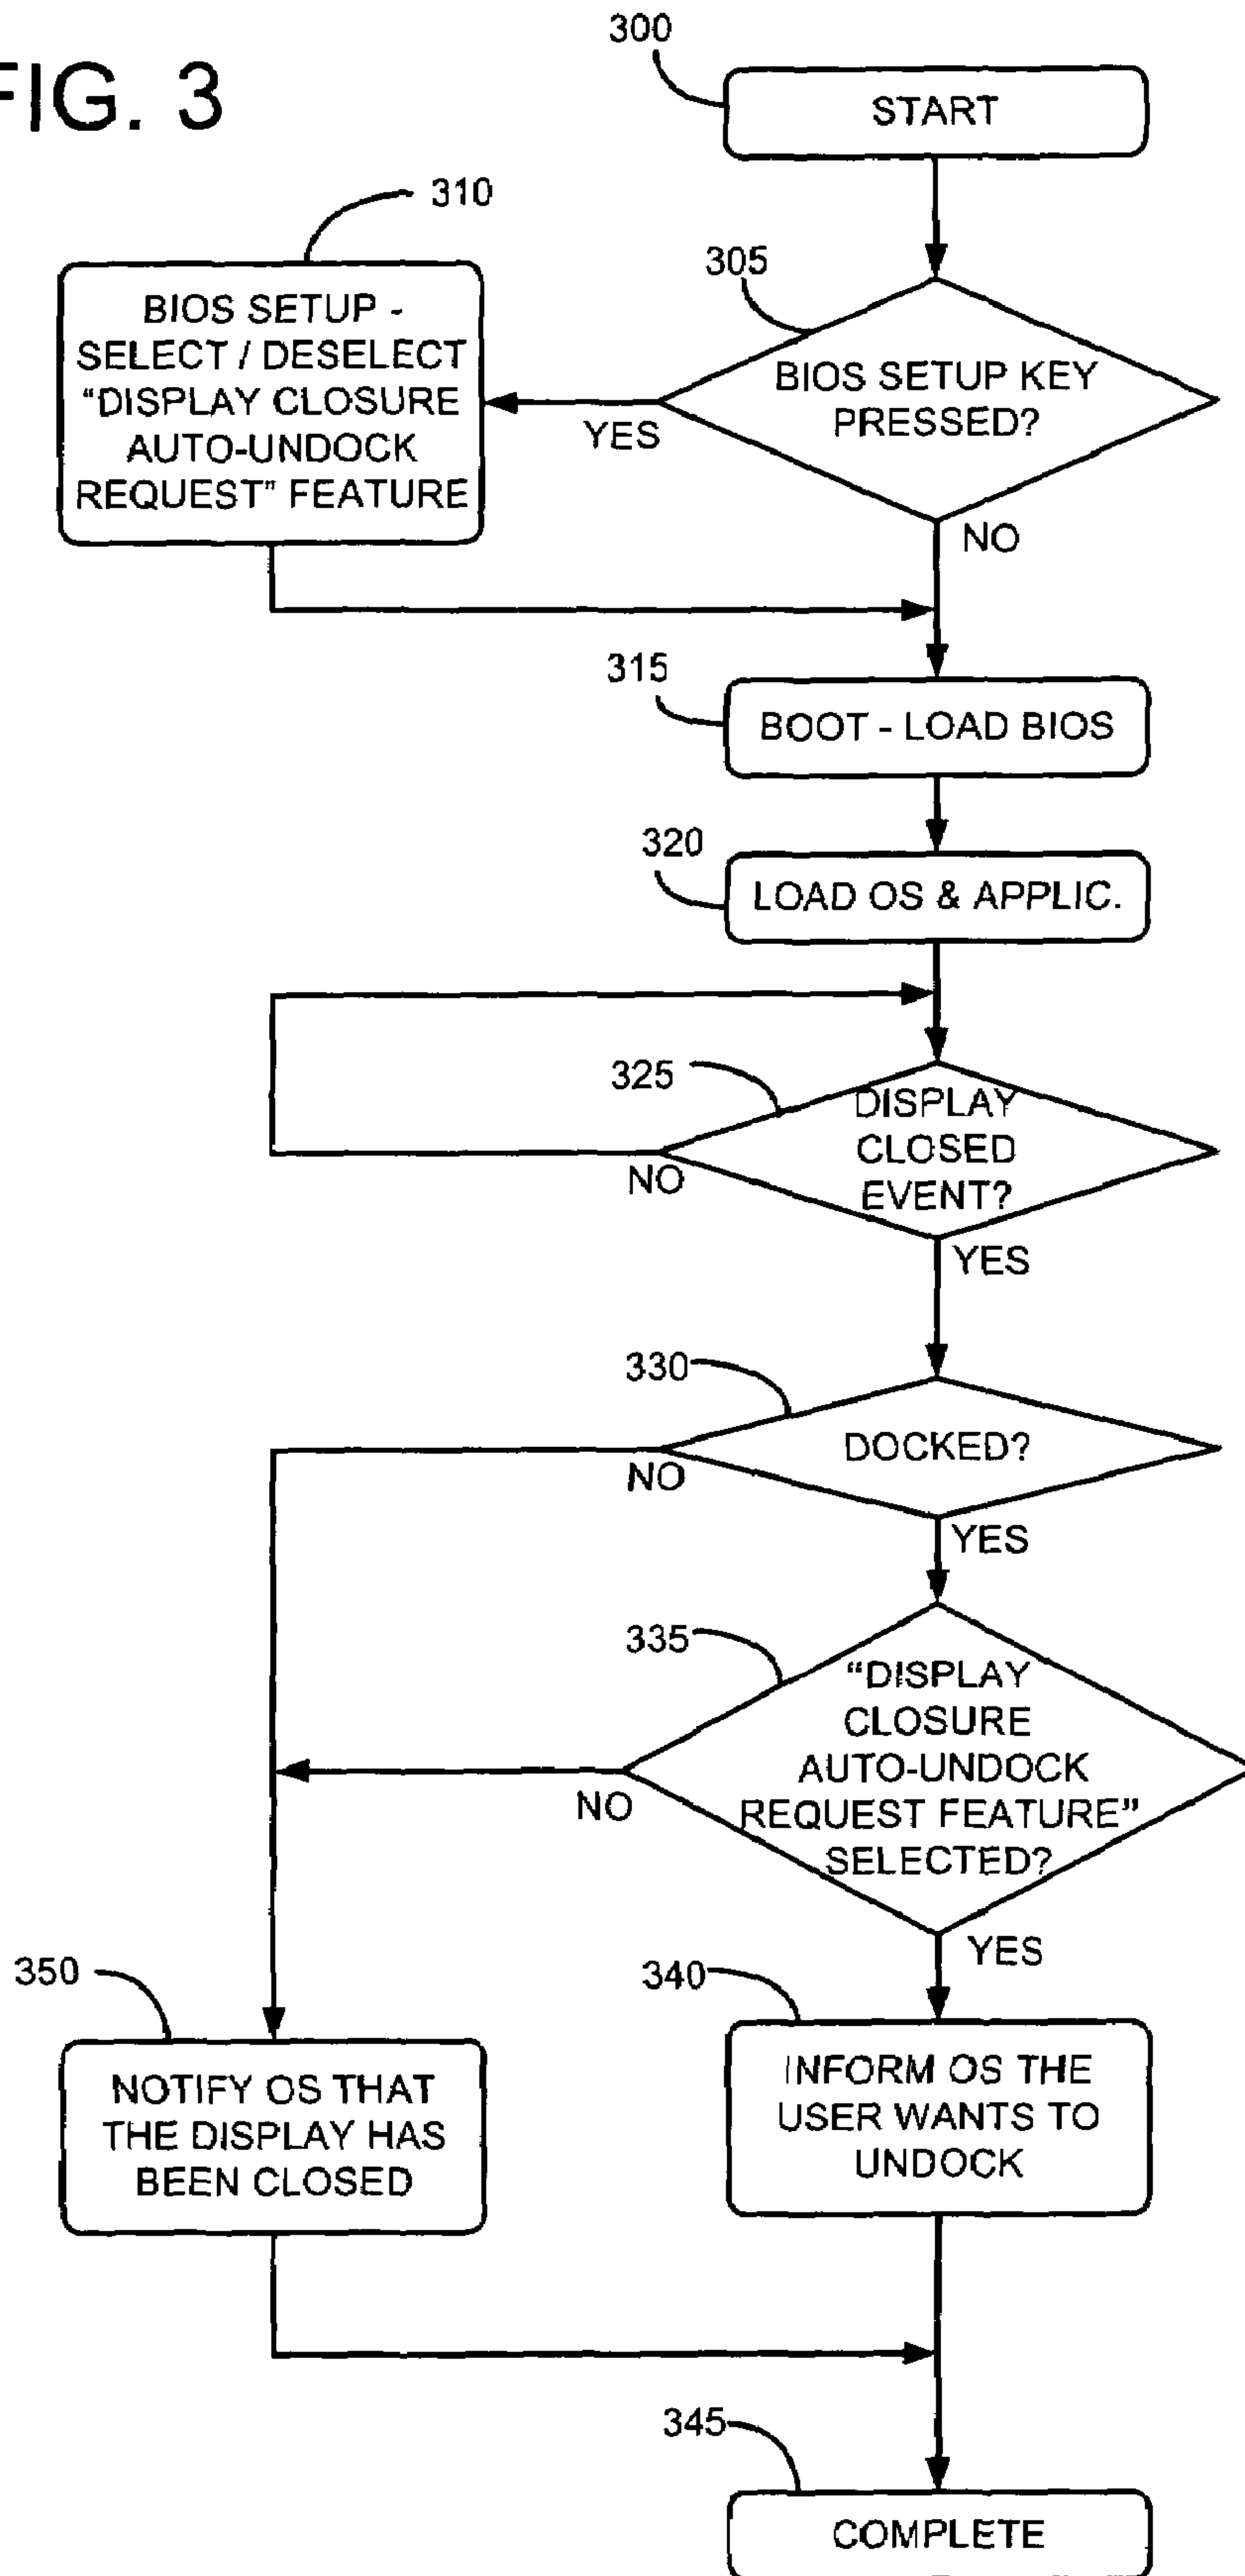 FIG. 3
300
START
310
305
BIOS SETUP -
SELECT / DESELECT
“DISPLAY CLOSURE
AUTO-UNDOCK
REQUEST” FEATURE
BIOS SETUP KEY
PRESSED?
YES
NO
315
BOOT - LOAD BIOS
320
LOAD OS & APPLIC.
325
DISPLAY
CLOSED
EVENT?
NO
YES
330
DOCKED?
NO
YES
335
“DISPLAY
CLOSURE
AUTO-UNDOCK
REQUEST FEATURE”
SELECTED?
NO
YES
350
340
NOTIFY OS THAT
THE DISPLAY HAS
BEEN CLOSED
INFORM OS THE
USER WANTS TO
UNDOCK
345
COMPLETE